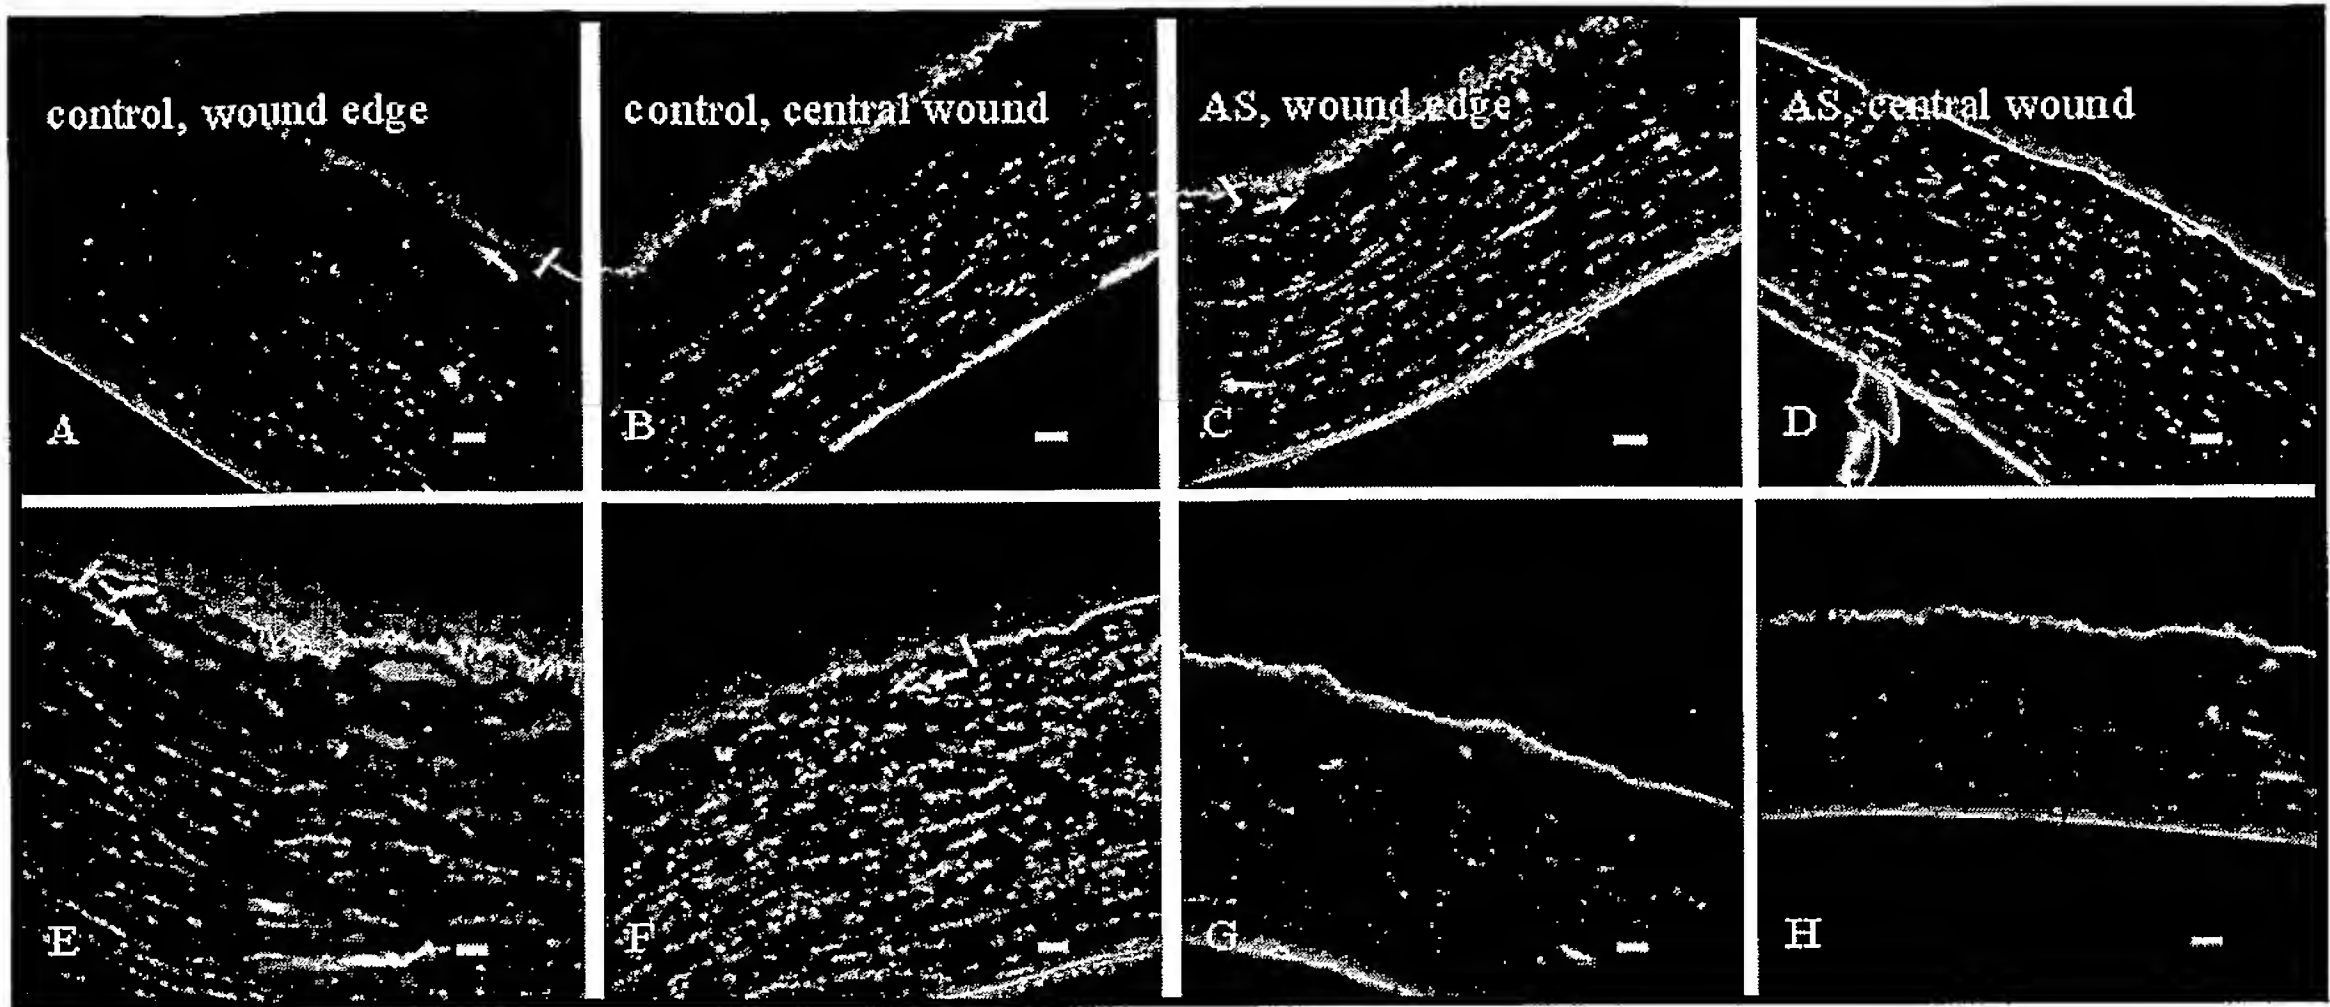 control, wound edge
control, central wound
AS, wound edge
AS, central wound
A
B
C
D
E
F
G
H